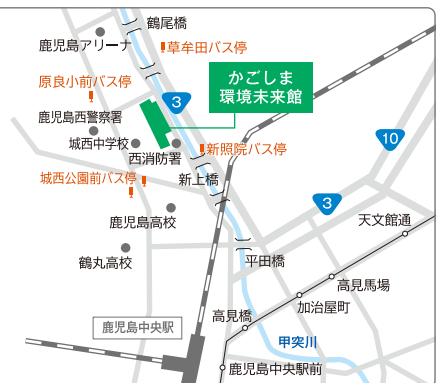 鶴尾橋
鹿児島アリーナ
草牟田バス停
かごしま
環境未来館
原良小前バス停
3
鹿児島西警察署
城西中学校
西消防署
新照院バス停
10
城西公園前バス停
新上橋
3
鹿児島高校
天文館通
鶴丸高校
平田橋
高見馬場
加治屋町
高見橋
鹿児島中央駅
甲突川
鹿児島中央駅前